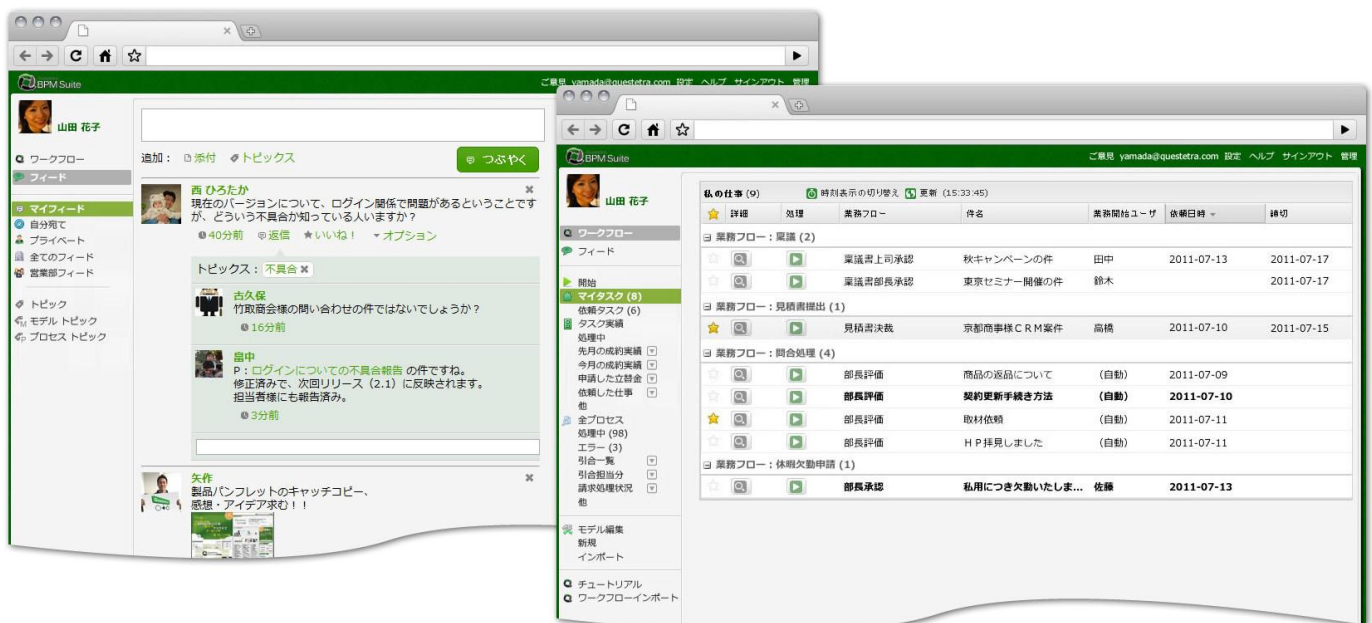 BPM Suite
ご意見 yamada@questetra.com 設定 ヘルプ サインアウト 管理
山田 花子
ワークフロー
フィード
マイフィード
自分宛て
プライベート
全てのフィード
営業部フィード
トピック
モデル トピック
プロセス トピック
追加： 添付 トピックス
つぶやく
西 ひろたか
現在のバージョンについて、ログイン関係で問題があるということです
が、どういう不具合か知っている人いますか？
40分前 返信 いいね！ オプション
トピックス： 不具合
古久保
竹取商会様の問い合わせの件ではないでしょうか？
16分前
畠中
P：ログインについての不具合報告 の件ですね。
修正済みで、次回リリース（2.1）に反映されます。
担当者様にも報告済み。
3分前
矢作
製品パンフレットのキャッチコピー、
感想・アイデア求む！！
BPM Suite
ご意見 yamada@questetra.com 設定 ヘルプ サインアウト 管理
山田 花子
ワークフロー
フィード
開始
マイタスク (8)
依頼タスク (6)
タスク実績
処理中
先月の成約実績
今月の成約実績
申請した立替金
依頼した仕事
他
全プロセス
処理中 (98)
エラー (3)
引合一覧
引合担当分
請求処理状況
他
モデル編集
新規
インポート
チュートリアル
ワークフローインポート
私の仕事 (9) 時刻表示の切り替え 更新 (15:33:45)
詳細 処理 業務フロー 件名 業務開始ユーザ 依頼日時 締切
業務フロー：稟議 (2)
稟議書上司承認 秋キャンペーンの件 田中 2011-07-13 2011-07-17
稟議書部長承認 東京セミナー開催の件 鈴木 2011-07-17
業務フロー：見積書提出 (1)
見積書決裁 京都商事様ＣＲＭ案件 高橋 2011-07-10 2011-07-15
業務フロー：問合処理 (4)
部長評価 商品の返品について （自動） 2011-07-09
部長評価 契約更新手続き方法 （自動） 2011-07-10
部長評価 取材依頼 （自動） 2011-07-11
部長評価 ＨＰ拝見しました （自動） 2011-07-11
業務フロー：休暇欠勤申請 (1)
部長承認 私用につき欠勤いたしま... 佐藤 2011-07-13